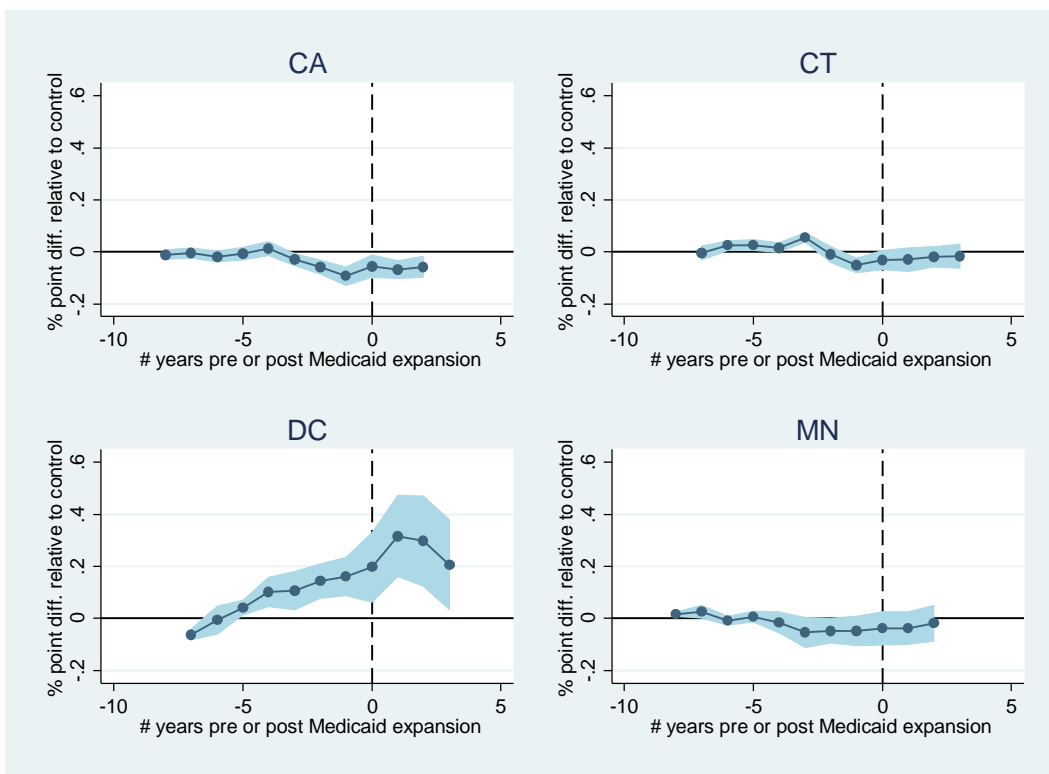 CA
% point diff. relative to control
.6
.4
.2
0
-.2
-10 -5 0 5
# years pre or post Medicaid expansion
CT
% point diff. relative to control
.6
.4
.2
0
-.2
-10 -5 0 5
# years pre or post Medicaid expansion
DC
% point diff. relative to control
.6
.4
.2
0
-.2
-10 -5 0 5
# years pre or post Medicaid expansion
MN
% point diff. relative to control
.6
.4
.2
0
-.2
-10 -5 0 5
# years pre or post Medicaid expansion